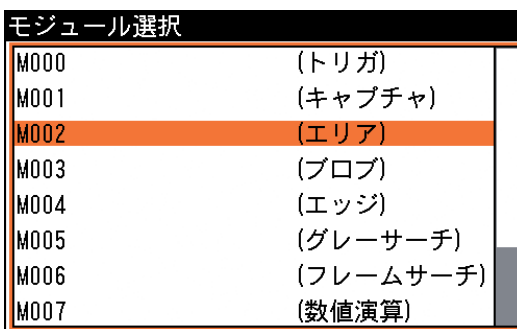 モジュール選択
M000 (トリガ)
M001 (キャプチャ)
M002 (エリア)
M003 (ブロブ)
M004 (エッジ)
M005 (グレーサーチ)
M006 (フレームサーチ)
M007 (数値演算)